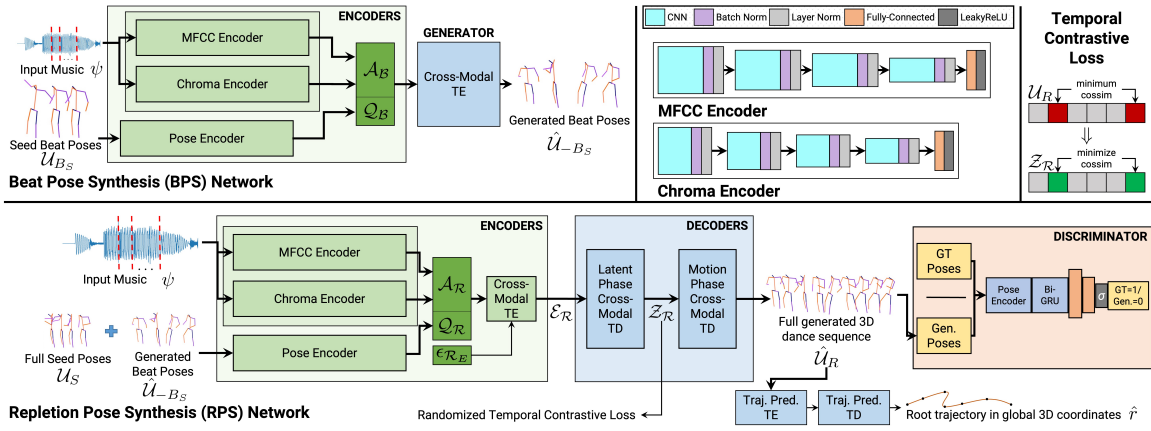 ENCODERS
MFCC Encoder
Chroma Encoder
Pose Encoder
Input Music ψ
Seed Beat Poses
𝒰_{B_S}
𝒜_ℬ
𝒬_ℬ
GENERATOR
Cross-Modal
TE
Generated Beat Poses
Û_{-B_S}
Beat Pose Synthesis (BPS) Network
CNN
Batch Norm
Layer Norm
Fully-Connected
LeakyReLU
MFCC Encoder
Chroma Encoder
Temporal
Contrastive
Loss
𝒰_R
minimum
cossim
⇓
𝒵_ℛ
minimize
cossim
Input Music ψ
. . .
Full Seed Poses
𝒰_S
Generated
Beat Poses
Û_{-B_S}
ENCODERS
MFCC Encoder
Chroma Encoder
Pose Encoder
𝒜_ℛ
𝒬_ℛ
ϵ_{ℛ_E}
Cross-
Modal
TE
ℰ_ℛ
DECODERS
Latent
Phase
Cross-
Modal
TD
𝒵_ℛ
Motion
Phase
Cross-
Modal
TD
Randomized Temporal Contrastive Loss
Full generated 3D
dance sequence
Û_R
Traj. Pred.
TE
Traj. Pred.
TD
Root trajectory in global 3D coordinates r̂
DISCRIMINATOR
GT
Poses
Gen.
Poses
Pose
Encoder
Bi-
GRU
σ
GT=1/
Gen.=0
Repletion Pose Synthesis (RPS) Network